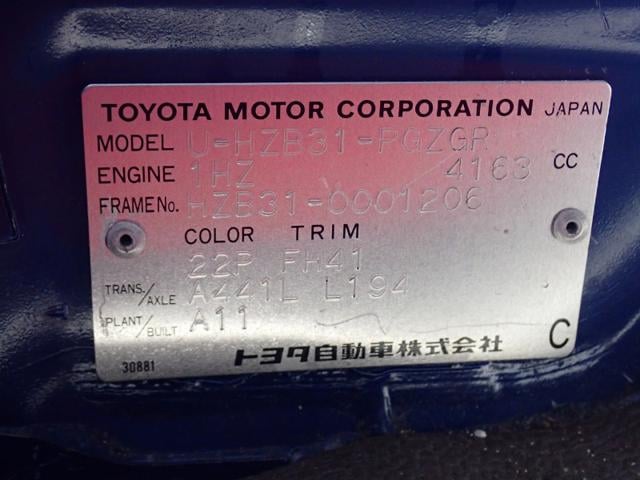 TOYOTA MOTOR CORPORATION JAPAN
MODEL U-HZB31-PGZGR
ENGINE 1HZ 4163 CC
FRAME No. HZB31-0001206
COLOR TRIM
22P FH41
TRANS./AXLE A441L L194
PLANT/BUILT A11
トヨタ自動車株式会社 C
30881